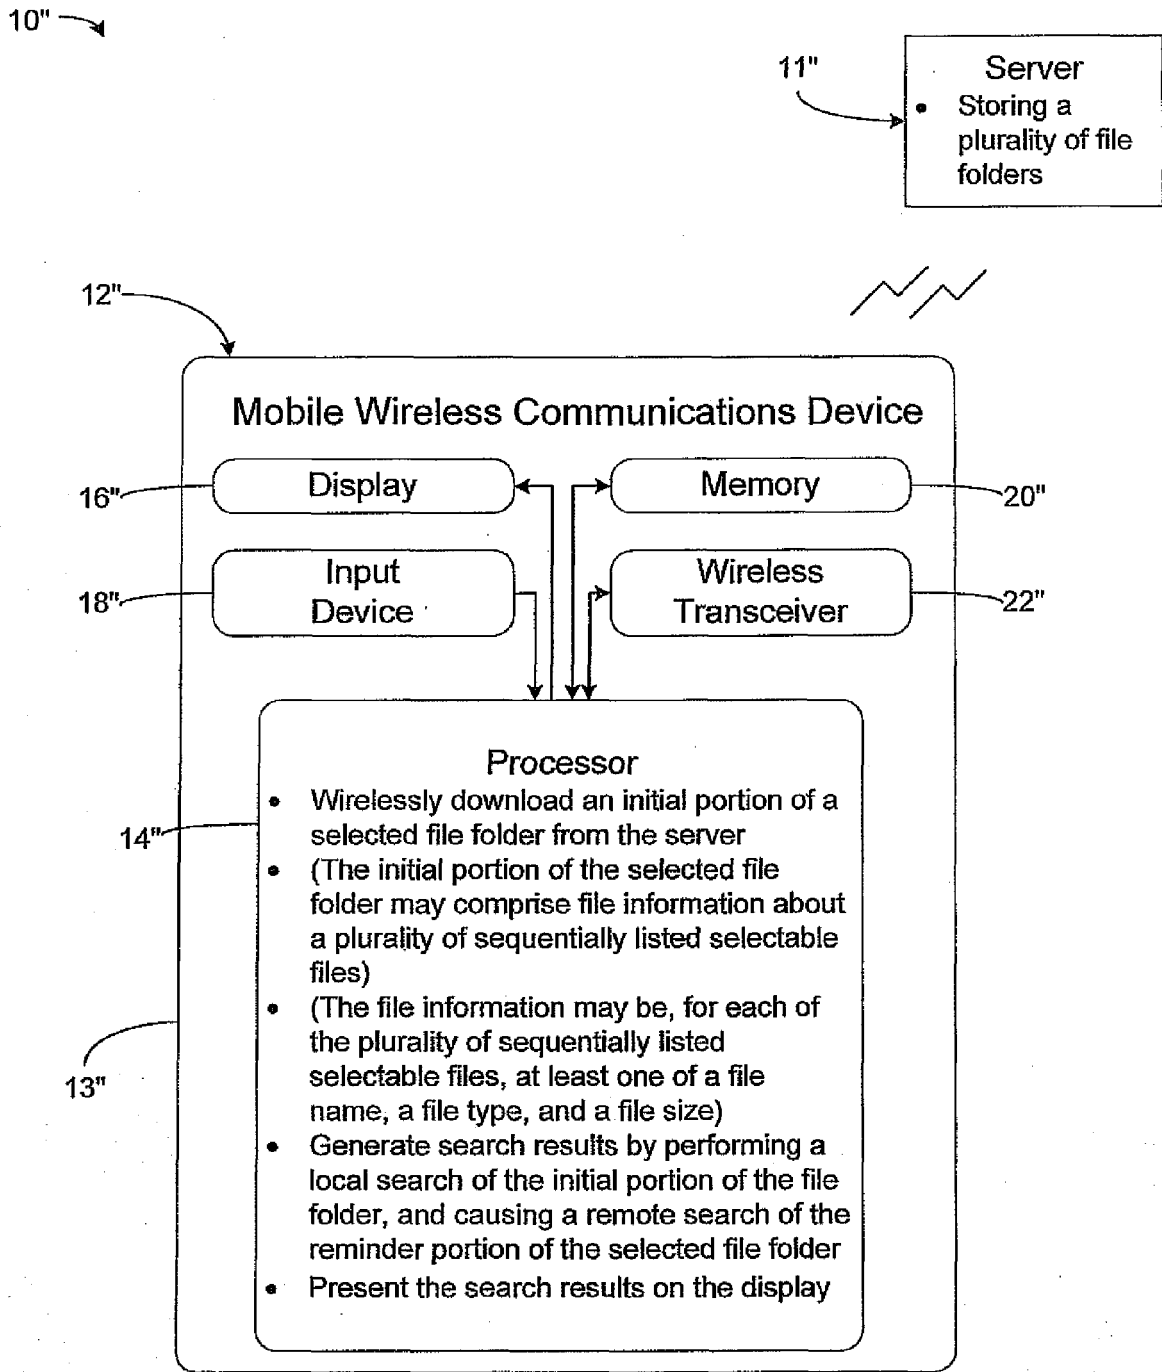 10"
11"
Server
• Storing a
plurality of file
folders
12"
Mobile Wireless Communications Device
16"
Display
Memory
20"
18"
Input
Device
Wireless
Transceiver
22"
14"
Processor
• Wirelessly download an initial portion of a
selected file folder from the server
• (The initial portion of the selected file
folder may comprise file information about
a plurality of sequentially listed selectable
files)
• (The file information may be, for each of
the plurality of sequentially listed
selectable files, at least one of a file
name, a file type, and a file size)
• Generate search results by performing a
local search of the initial portion of the file
folder, and causing a remote search of the
reminder portion of the selected file folder
• Present the search results on the display
13"